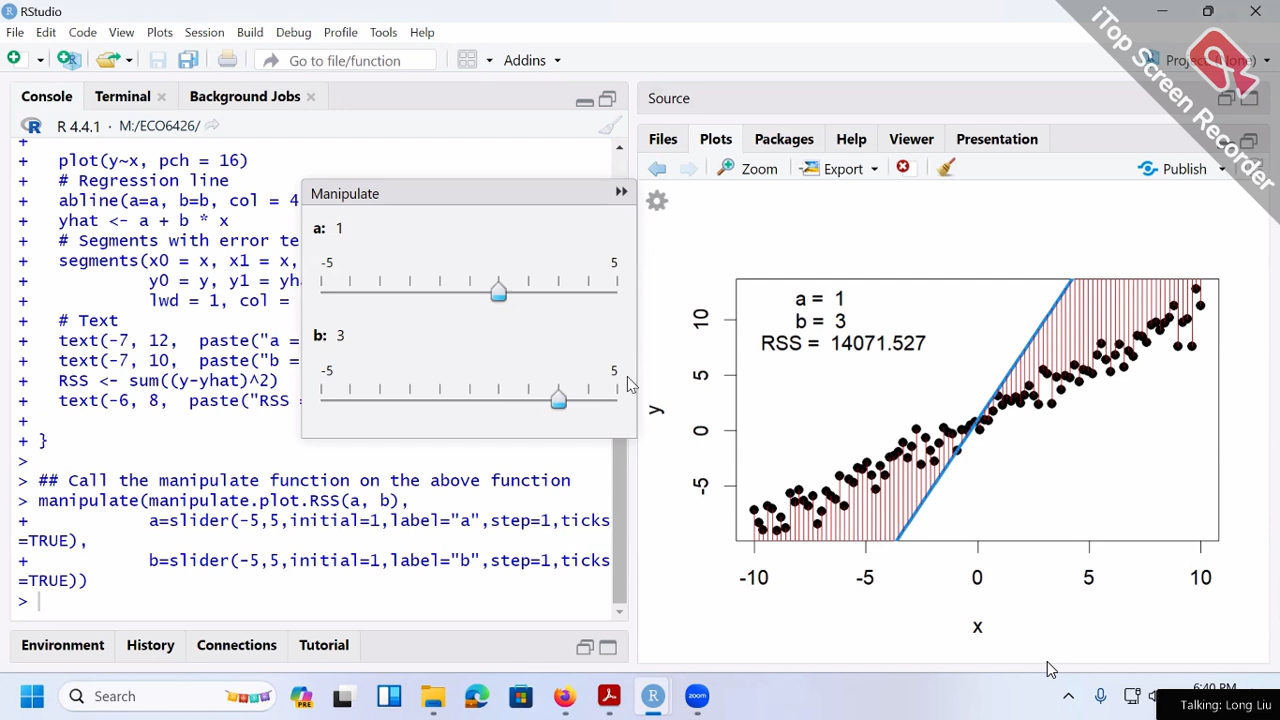 RStudio
File Edit Code View Plots Session Build Debug Profile Tools Help
Go to file/function
Addins
Project: (None)
iTop Screen Recorder
Console Terminal Background Jobs
R 4.4.1 · M:/ECO6426/
+
+ plot(y~x, pch = 16)
+ # Regression line
+ abline(a=a, b=b, col = 4
+ yhat <- a + b * x
+ # Segments with error te
+ segments(x0 = x, x1 = x,
+ y0 = y, y1 = yh
+ lwd = 1, col =
+ # Text
+ text(-7, 12, paste("a =
+ text(-7, 10, paste("b =
+ RSS <- sum((y-yhat)^2)
+ text(-6, 8, paste("RSS =
+
+ }
>
> ## Call the manipulate function on the above function
> manipulate(manipulate.plot.RSS(a, b),
+ a=slider(-5,5,initial=1,label="a",step=1,ticks
=TRUE),
+ b=slider(-5,5,initial=1,label="b",step=1,ticks
=TRUE))
>
Manipulate
a: 1
-5 5
b: 3
-5 5
Environment History Connections Tutorial
Source
Files Plots Packages Help Viewer Presentation
Zoom Export Publish
a = 1
b = 3
RSS = 14071.527
y
10
5
0
-5
-10 -5 0 5 10
x
Search
PRE
zoom
6:40 PM
Talking: Long Liu